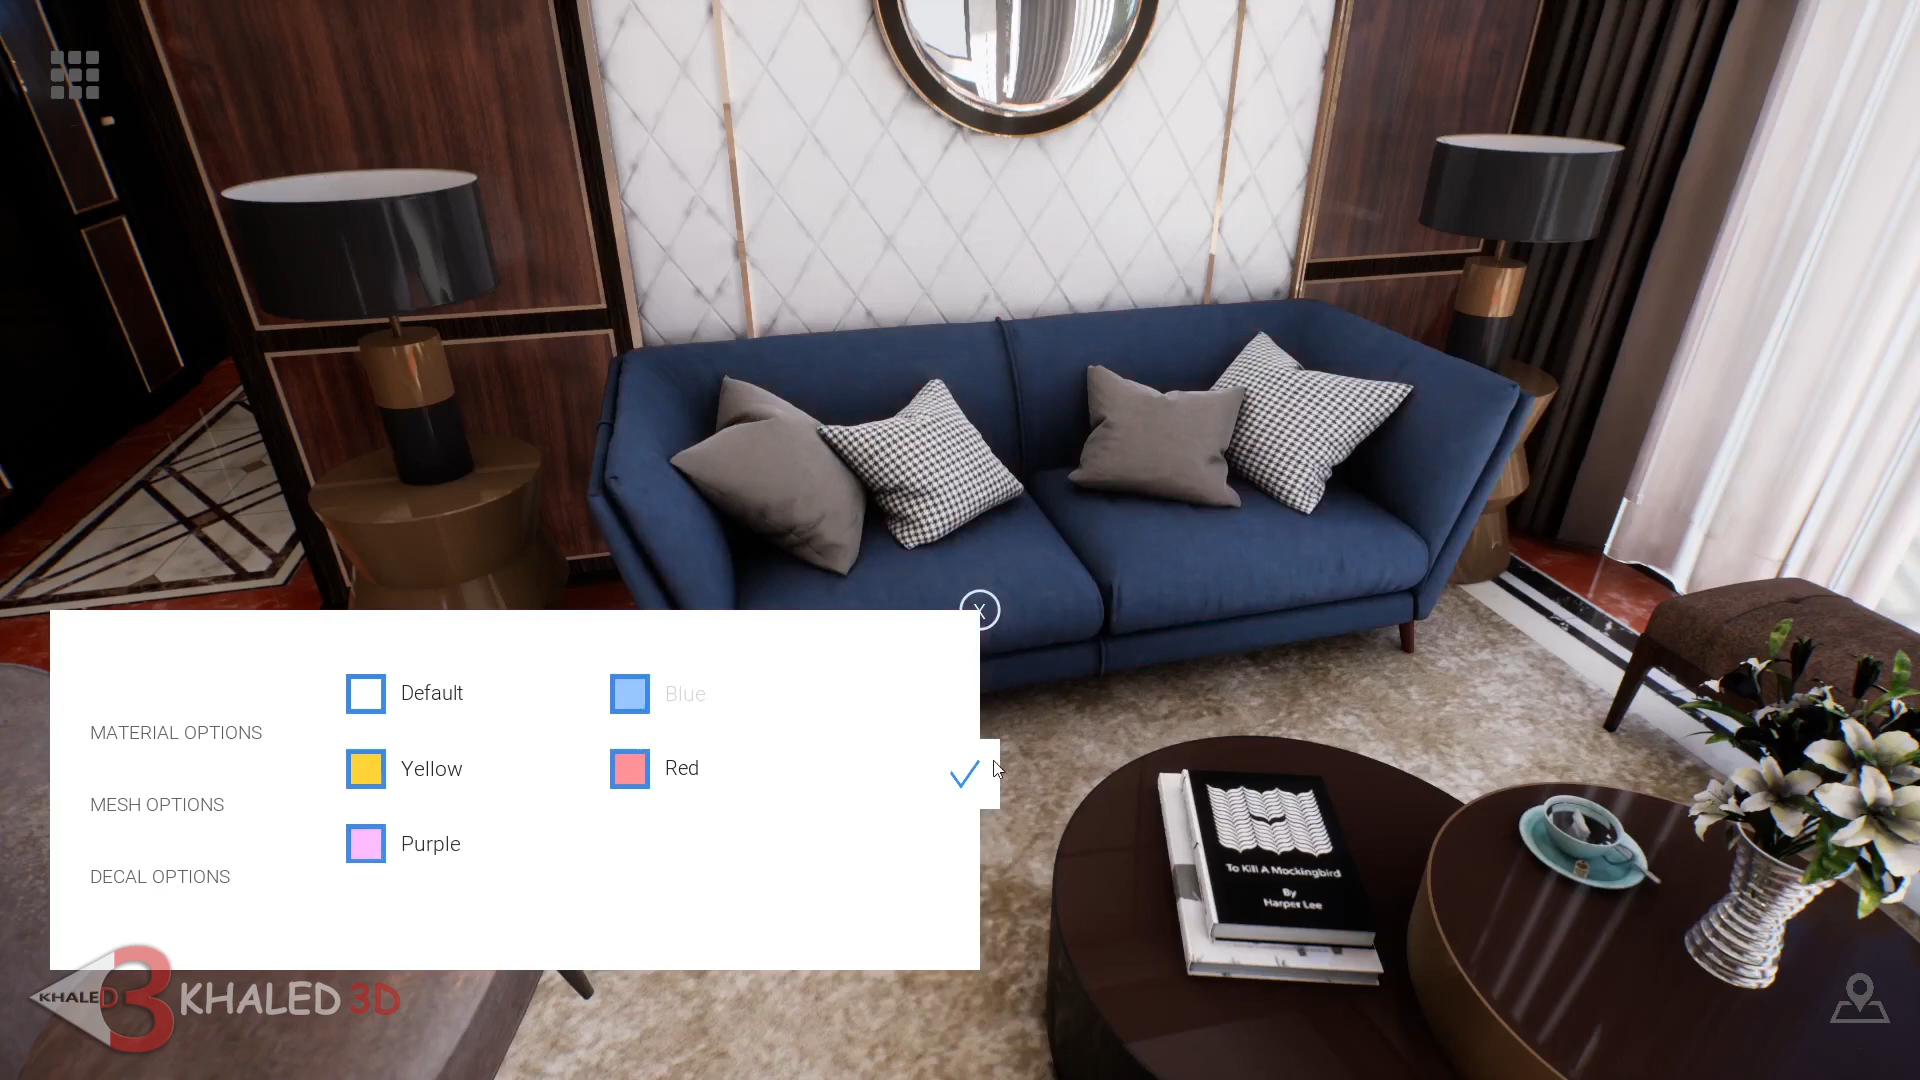 X
Default
Blue
MATERIAL OPTIONS
Yellow
Red
MESH OPTIONS
Purple
DECAL OPTIONS
To Kill A Mockingbird
By
Harper Lee
KHALED
3
KHALED 3D